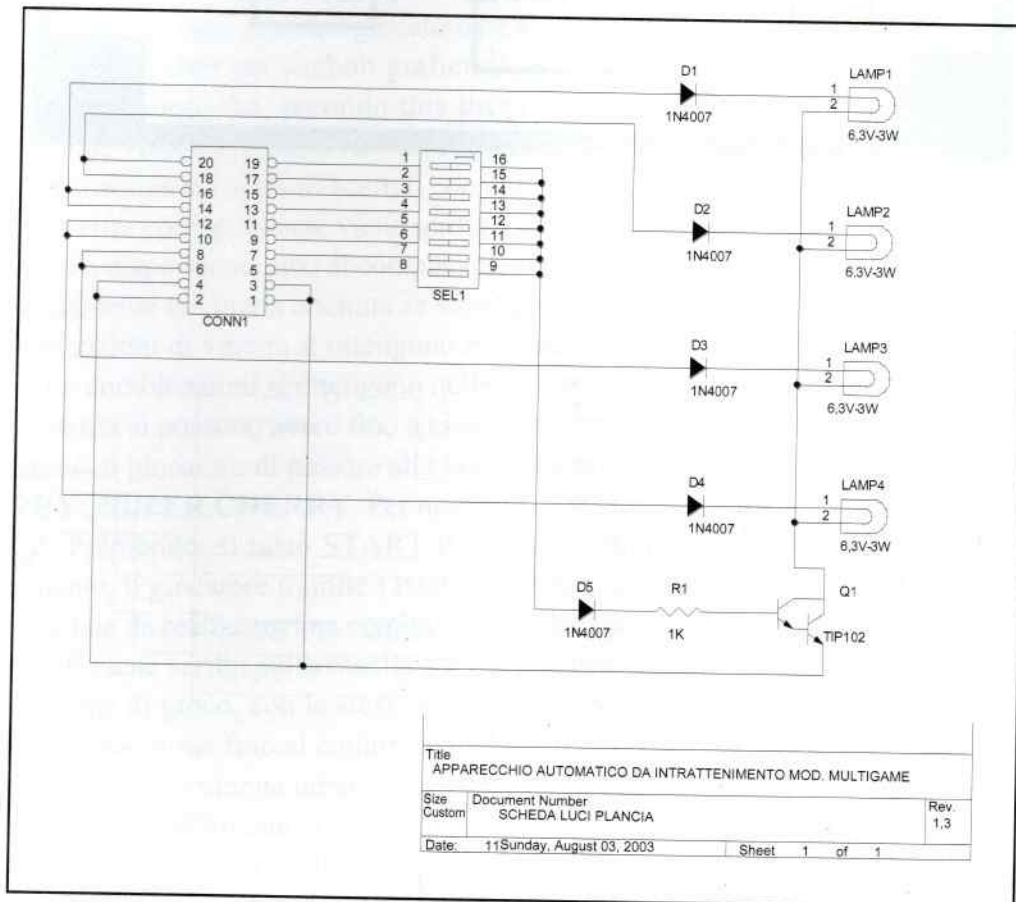 D1
1N4007
LAMP1
1
2
6,3V-3W
20 19
18 17
16 15
14 13
12 11
10 9
8 7
6 5
4 3
2 1
CONN1
1 16
2 15
3 14
4 13
5 12
6 11
7 10
8 9
SEL1
D2
1N4007
LAMP2
1
2
6.3V-3W
D3
1N4007
LAMP3
1
2
6,3V-3W
D4
1N4007
LAMP4
1
2
6,3V-3W
D5
1N4007
R1
1K
Q1
TIP102
Title
APPARECCHIO AUTOMATICO DA INTRATTENIMENTO MOD. MULTIGAME
Size Document Number Rev.
Custom SCHEDA LUCI PLANCIA 1,3
Date: 11Sunday, August 03, 2003 Sheet 1 of 1